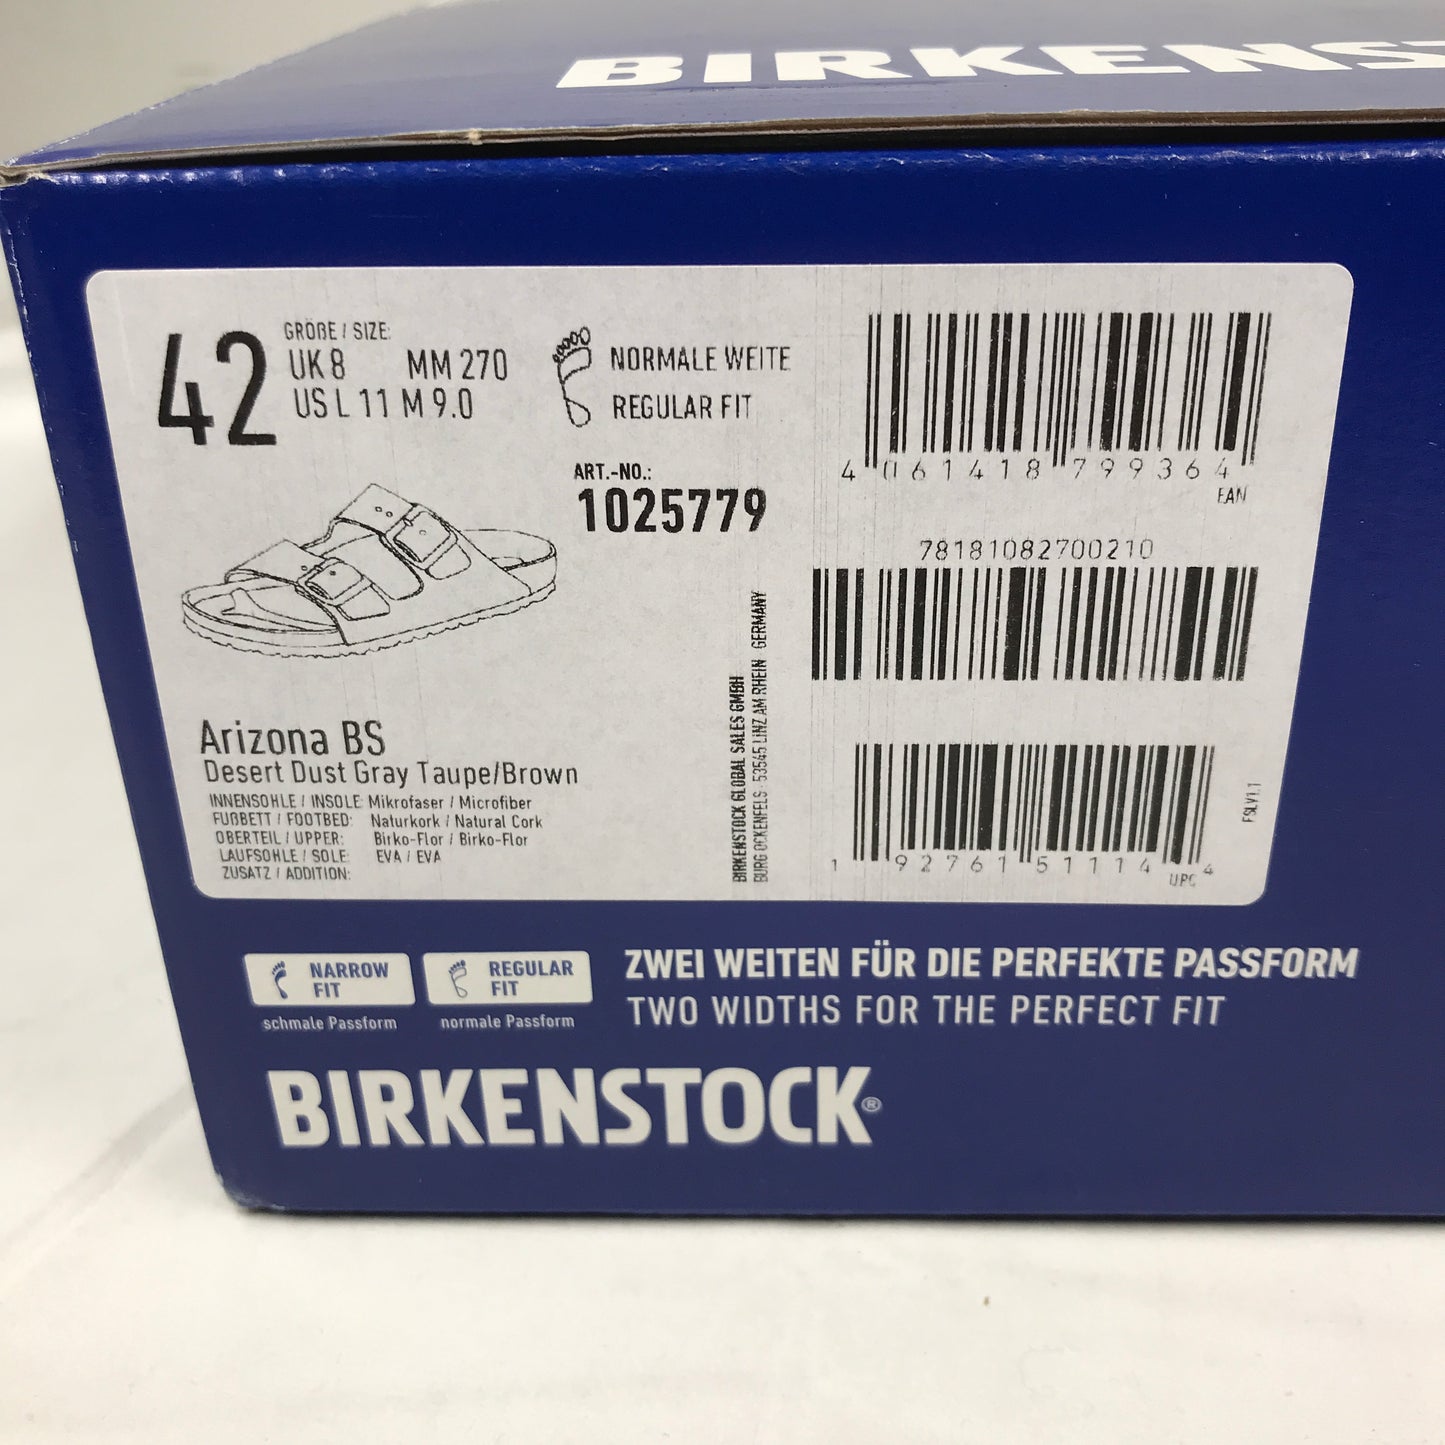 BIRKENST
42
GRÖßE / SIZE:
UK 8 MM 270
US L 11 M 9.0
NORMALE WEITE
REGULAR FIT
ART.-NO.:
1025779
4 061418 799364
EAN
78181082700210
1 92761 51114 4
UPC
FSLV1.1
BIRKENSTOCK GLOBAL SALES GMBH
BURG OCKENFELS · 53545 LINZ AM RHEIN GERMANY
Arizona BS
Desert Dust Gray Taupe/Brown
INNENSOHLE / INSOLE: Mikrofaser / Microfiber
FUßBETT / FOOTBED: Naturkork / Natural Cork
OBERTEIL / UPPER: Birko-Flor / Birko-Flor
LAUFSOHLE / SOLE: EVA / EVA
ZUSATZ / ADDITION:
NARROW
FIT
schmale Passform
REGULAR
FIT
normale Passform
ZWEI WEITEN FÜR DIE PERFEKTE PASSFORM
TWO WIDTHS FOR THE PERFECT FIT
BIRKENSTOCK®